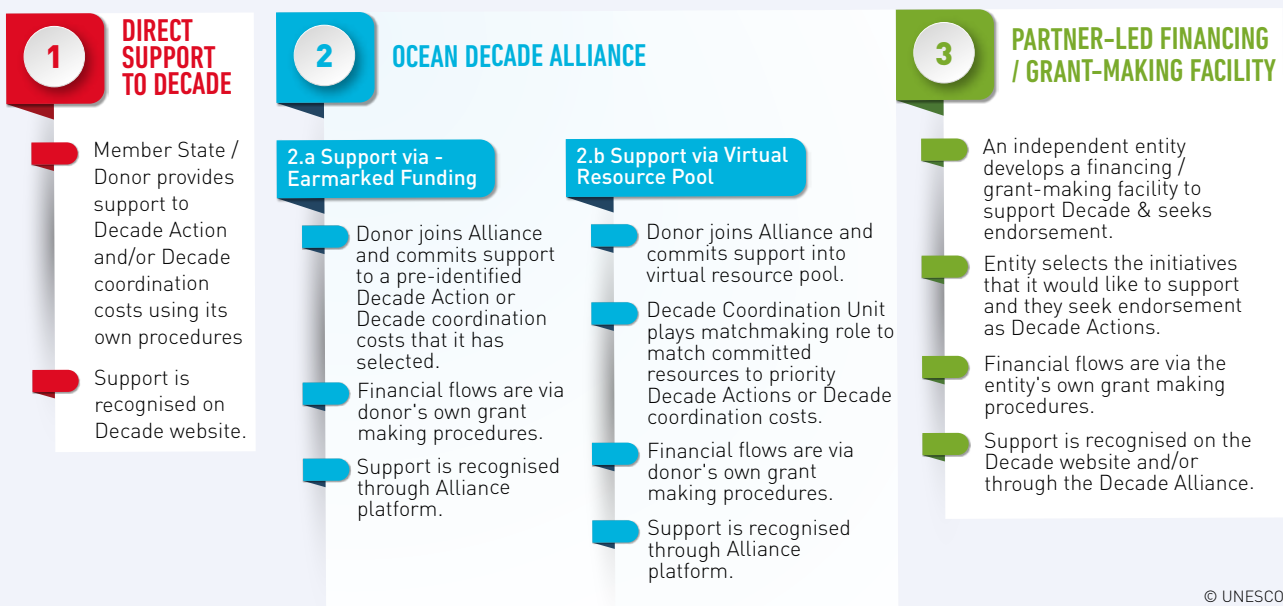 1
DIRECT
SUPPORT
TO DECADE
Member State /
Donor provides
support to
Decade Action
and/or Decade
coordination
costs using its
own procedures
Support is
recognised on
Decade website.
2
OCEAN DECADE ALLIANCE
2.a Support via -
Earmarked Funding
Donor joins Alliance
and commits support
to a pre-identified
Decade Action or
Decade coordination
costs that it has
selected.
Financial flows are via
donor's own grant
making procedures.
Support is recognised
through Alliance
platform.
2.b Support via Virtual
Resource Pool
Donor joins Alliance and
commits support into
virtual resource pool.
Decade Coordination Unit
plays matchmaking role to
match committed
resources to priority
Decade Actions or Decade
coordination costs.
Financial flows are via
donor's own grant
making procedures.
Support is recognised
through Alliance
platform.
3
PARTNER-LED FINANCING
/ GRANT-MAKING FACILITY
An independent entity
develops a financing /
grant-making facility to
support Decade & seeks
endorsement.
Entity selects the initiatives
that it would like to support
and they seek endorsement
as Decade Actions.
Financial flows are via the
entity's own grant making
procedures.
Support is recognised on the
Decade website and/or
through the Decade Alliance.
© UNESCO